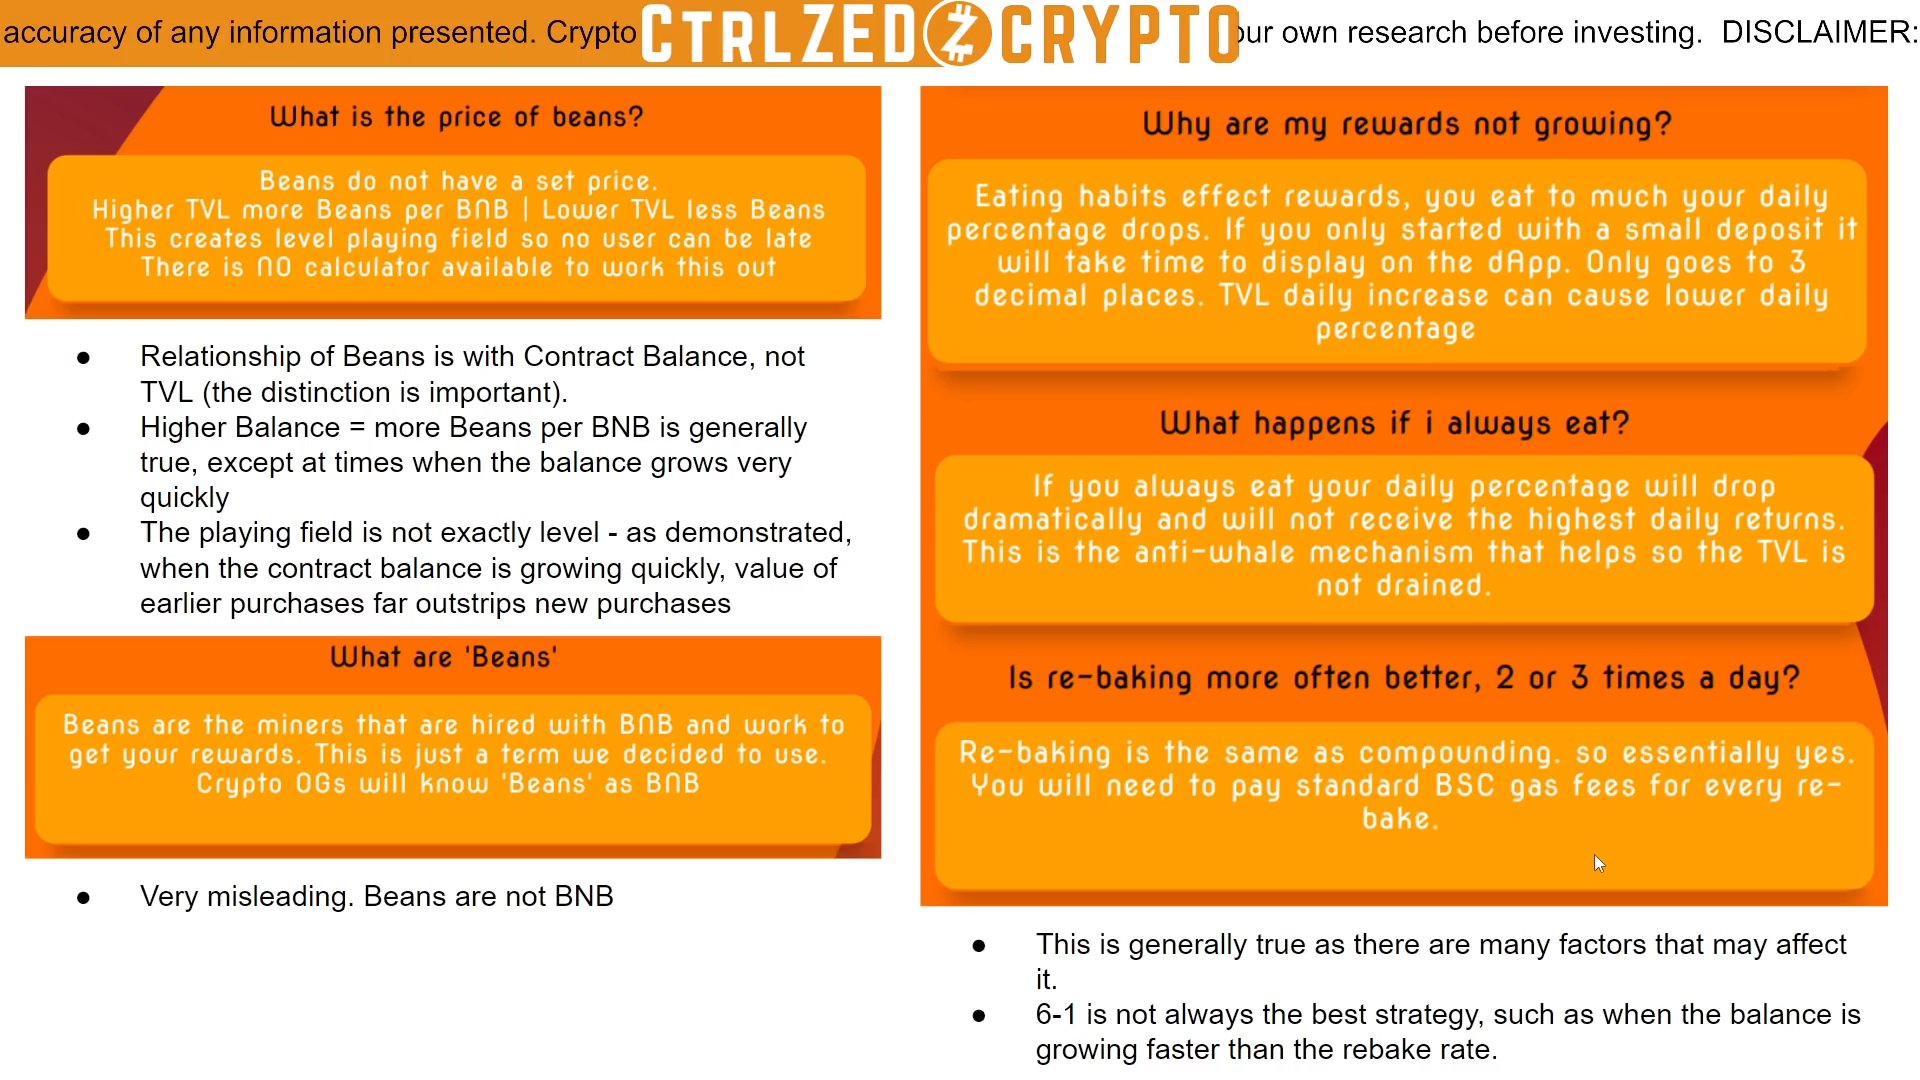 accuracy of any information presented. Crypto
CTRLZED CRYPTO
our own research before investing. DISCLAIMER:
What is the price of beans?
Beans do not have a set price.
Higher TVL more Beans per BNB | Lower TVL less Beans
This creates level playing field so no user can be late
There is NO calculator available to work this out
● Relationship of Beans is with Contract Balance, not
TVL (the distinction is important).
● Higher Balance = more Beans per BNB is generally
true, except at times when the balance grows very
quickly
● The playing field is not exactly level - as demonstrated,
when the contract balance is growing quickly, value of
earlier purchases far outstrips new purchases
What are 'Beans'
Beans are the miners that are hired with BNB and work to
get your rewards. This is just a term we decided to use.
Crypto OGs will know 'Beans' as BNB
● Very misleading. Beans are not BNB
Why are my rewards not growing?
Eating habits effect rewards, you eat to much your daily
percentage drops. If you only started with a small deposit it
will take time to display on the dApp. Only goes to 3
decimal places. TVL daily increase can cause lower daily
percentage
What happens if i always eat?
If you always eat your daily percentage will drop
dramatically and will not receive the highest daily returns.
This is the anti-whale mechanism that helps so the TVL is
not drained.
Is re-baking more often better, 2 or 3 times a day?
Re-baking is the same as compounding. so essentially yes.
You will need to pay standard BSC gas fees for every re-
bake.
● This is generally true as there are many factors that may affect
it.
● 6-1 is not always the best strategy, such as when the balance is
growing faster than the rebake rate.